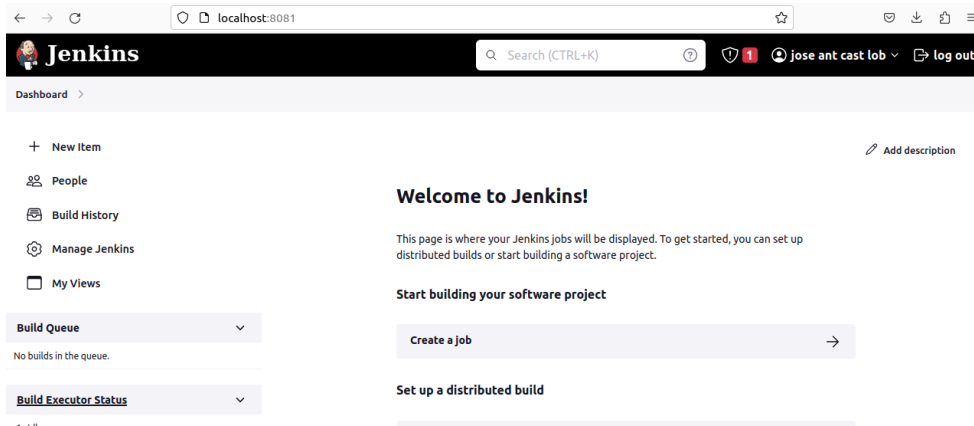 localhost:8081
Jenkins
Search (CTRL+K)
1
jose ant cast lob
log out
Dashboard
New Item
Add description
People
Build History
Manage Jenkins
My Views
Welcome to Jenkins!
This page is where your Jenkins jobs will be displayed. To get started, you can set up
distributed builds or start building a software project.
Start building your software project
Create a job
Build Queue
No builds in the queue.
Set up a distributed build
Build Executor Status